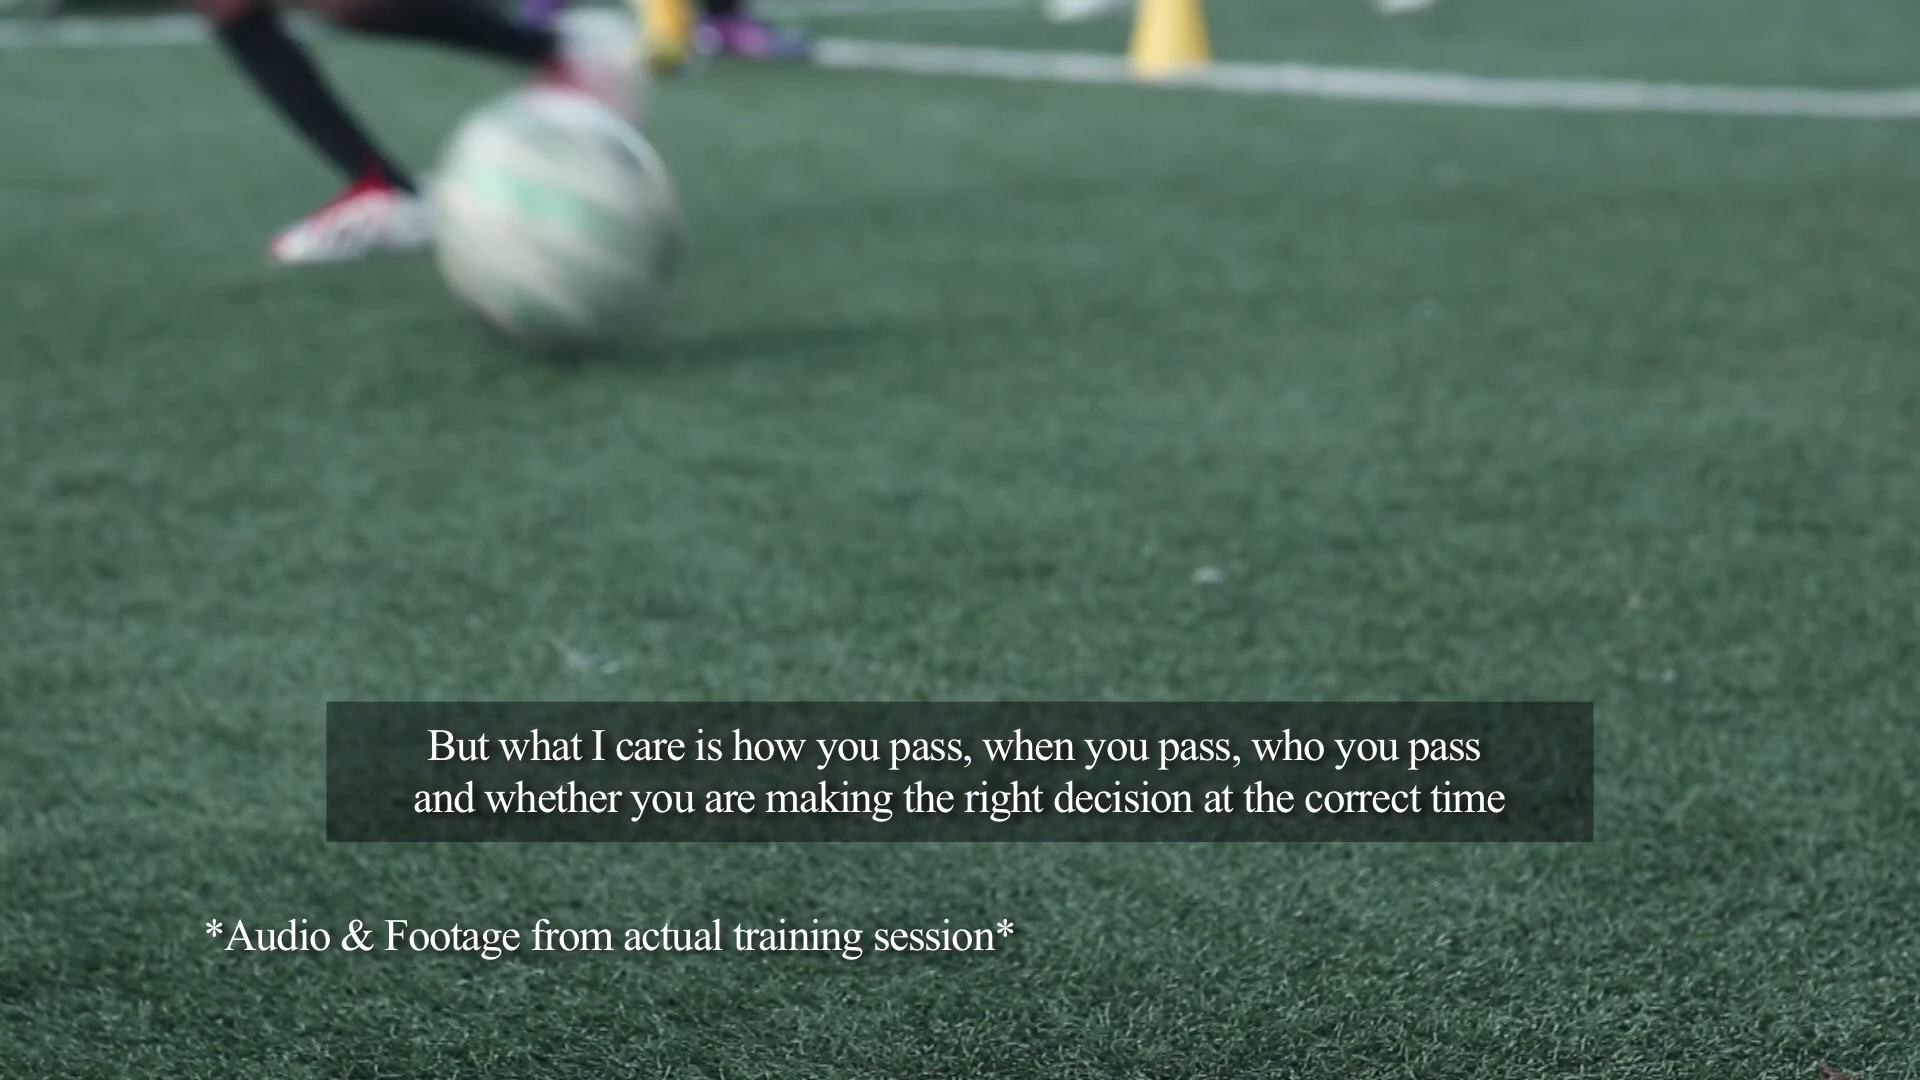 But what I care is how you pass, when you pass, who you pass
and whether you are making the right decision at the correct time
*Audio & Footage from actual training session*